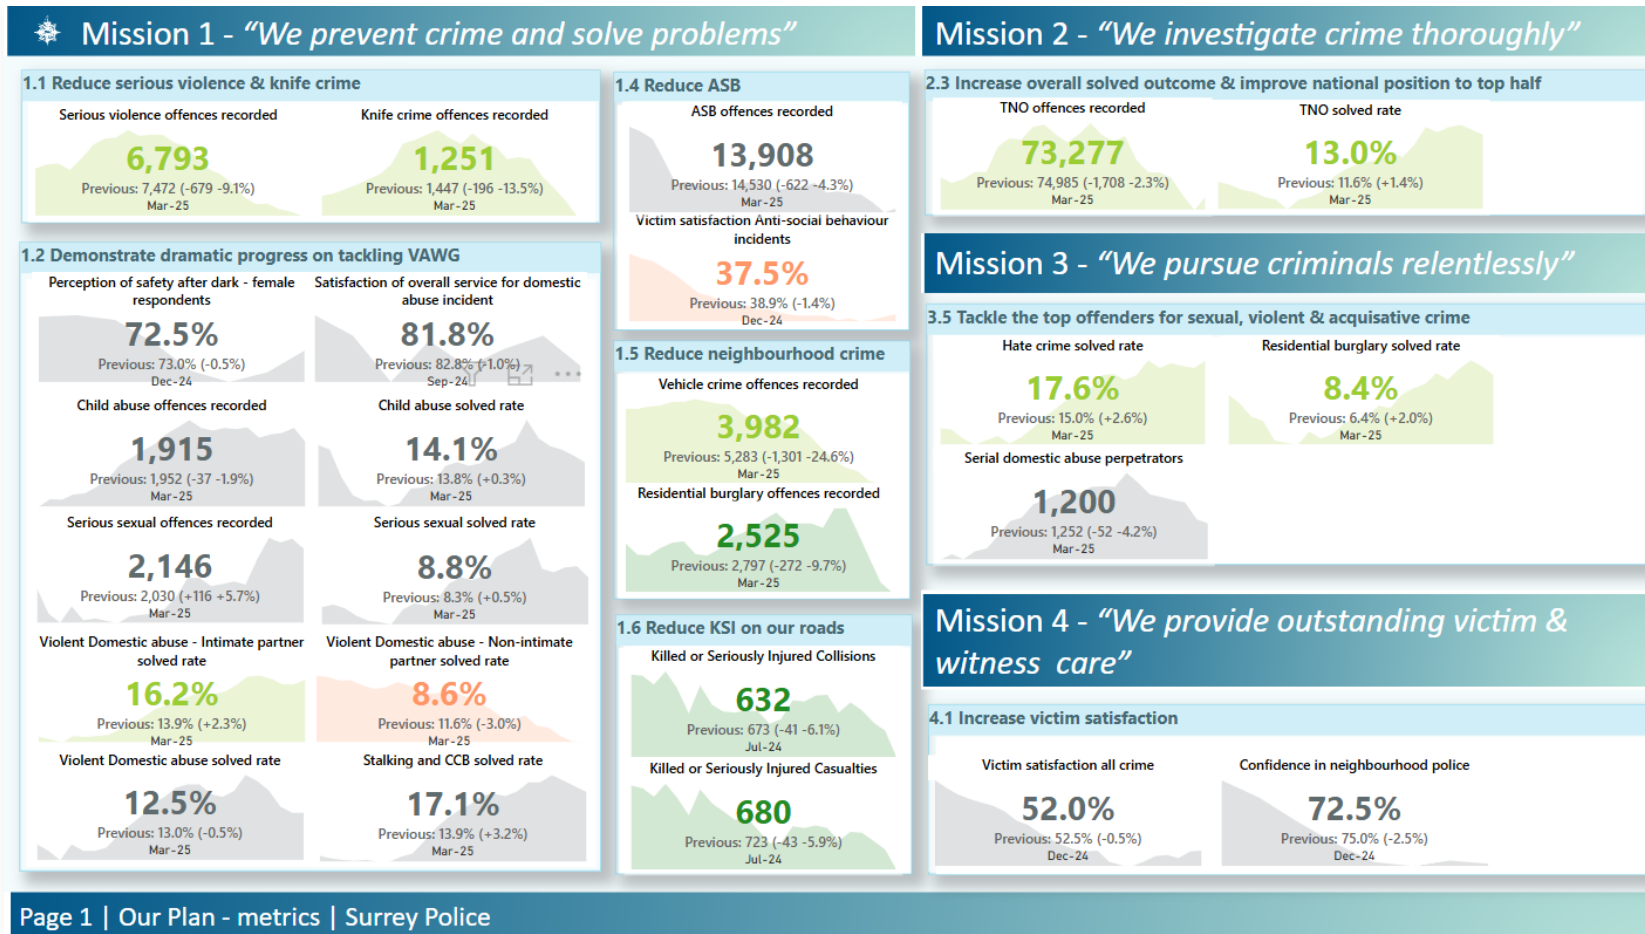 Mission 1 - “We prevent crime and solve problems”
1.1 Reduce serious violence & knife crime
Serious violence offences recorded
6,793
Previous: 7,472 (-679 -9.1%)
Mar-25
Knife crime offences recorded
1,251
Previous: 1,447 (-196 -13.5%)
Mar-25
1.2 Demonstrate dramatic progress on tackling VAWG
Perception of safety after dark - female
respondents
72.5%
Previous: 73.0% (-0.5%)
Dec-24
Satisfaction of overall service for domestic
abuse incident
81.8%
Previous: 82.8% (-1.0%)
Sep-24
Child abuse offences recorded
1,915
Previous: 1,952 (-37 -1.9%)
Mar-25
Child abuse solved rate
14.1%
Previous: 13.8% (+0.3%)
Mar-25
Serious sexual offences recorded
2,146
Previous: 2,030 (+116 +5.7%)
Mar-25
Serious sexual solved rate
8.8%
Previous: 8.3% (+0.5%)
Mar-25
Violent Domestic abuse - Intimate partner
solved rate
16.2%
Previous: 13.9% (+2.3%)
Mar-25
Violent Domestic abuse - Non-intimate
partner solved rate
8.6%
Previous: 11.6% (-3.0%)
Mar-25
Violent Domestic abuse solved rate
12.5%
Previous: 13.0% (-0.5%)
Mar-25
Stalking and CCB solved rate
17.1%
Previous: 13.9% (+3.2%)
Mar-25
1.4 Reduce ASB
ASB offences recorded
13,908
Previous: 14,530 (-622 -4.3%)
Mar-25
Victim satisfaction Anti-social behaviour
incidents
37.5%
Previous: 38.9% (-1.4%)
Dec-24
1.5 Reduce neighbourhood crime
Vehicle crime offences recorded
3,982
Previous: 5,283 (-1,301 -24.6%)
Mar-25
Residential burglary offences recorded
2,525
Previous: 2,797 (-272 -9.7%)
Mar-25
1.6 Reduce KSI on our roads
Killed or Seriously Injured Collisions
632
Previous: 673 (-41 -6.1%)
Jul-24
Killed or Seriously Injured Casualties
680
Previous: 723 (-43 -5.9%)
Jul-24
Mission 2 - “We investigate crime thoroughly”
2.3 Increase overall solved outcome & improve national position to top half
TNO offences recorded
73,277
Previous: 74,985 (-1,708 -2.3%)
Mar-25
TNO solved rate
13.0%
Previous: 11.6% (+1.4%)
Mar-25
Mission 3 - “We pursue criminals relentlessly”
3.5 Tackle the top offenders for sexual, violent & acquisative crime
Hate crime solved rate
17.6%
Previous: 15.0% (+2.6%)
Mar-25
Residential burglary solved rate
8.4%
Previous: 6.4% (+2.0%)
Mar-25
Serial domestic abuse perpetrators
1,200
Previous: 1,252 (-52 -4.2%)
Mar-25
Mission 4 - “We provide outstanding victim &
witness care”
4.1 Increase victim satisfaction
Victim satisfaction all crime
52.0%
Previous: 52.5% (-0.5%)
Dec-24
Confidence in neighbourhood police
72.5%
Previous: 75.0% (-2.5%)
Dec-24
Page 1 | Our Plan - metrics | Surrey Police